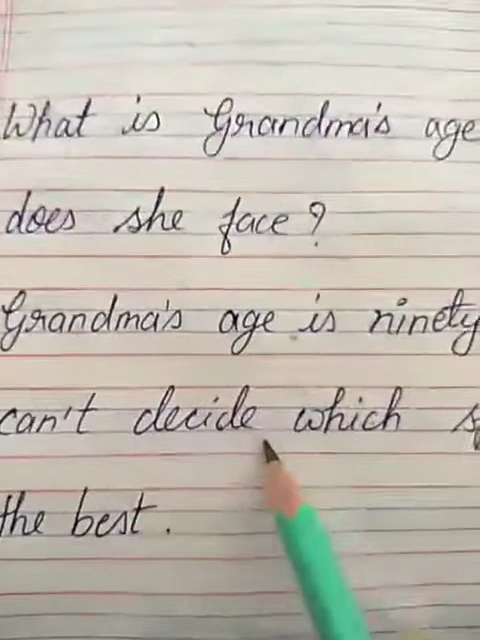 What is Grandma's age
does she face?
Grandma's age is ninety
can't decide which
the best.